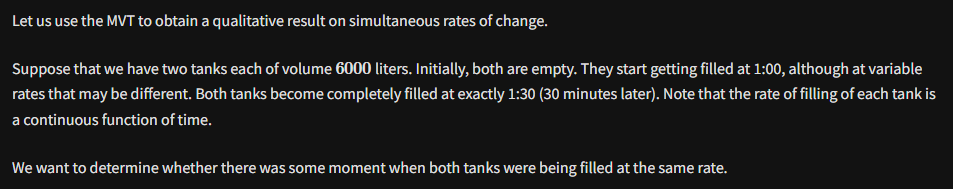 Let us use the MVT to obtain a qualitative result on simultaneous rates of change.
Suppose that we have two tanks each of volume 6000 liters. Initially, both are empty. They start getting filled at 1:00, although at variable
rates that may be different. Both tanks become completely filled at exactly 1:30 (30 minutes later). Note that the rate of filling of each tank is
a continuous function of time.
We want to determine whether there was some moment when both tanks were being filled at the same rate.